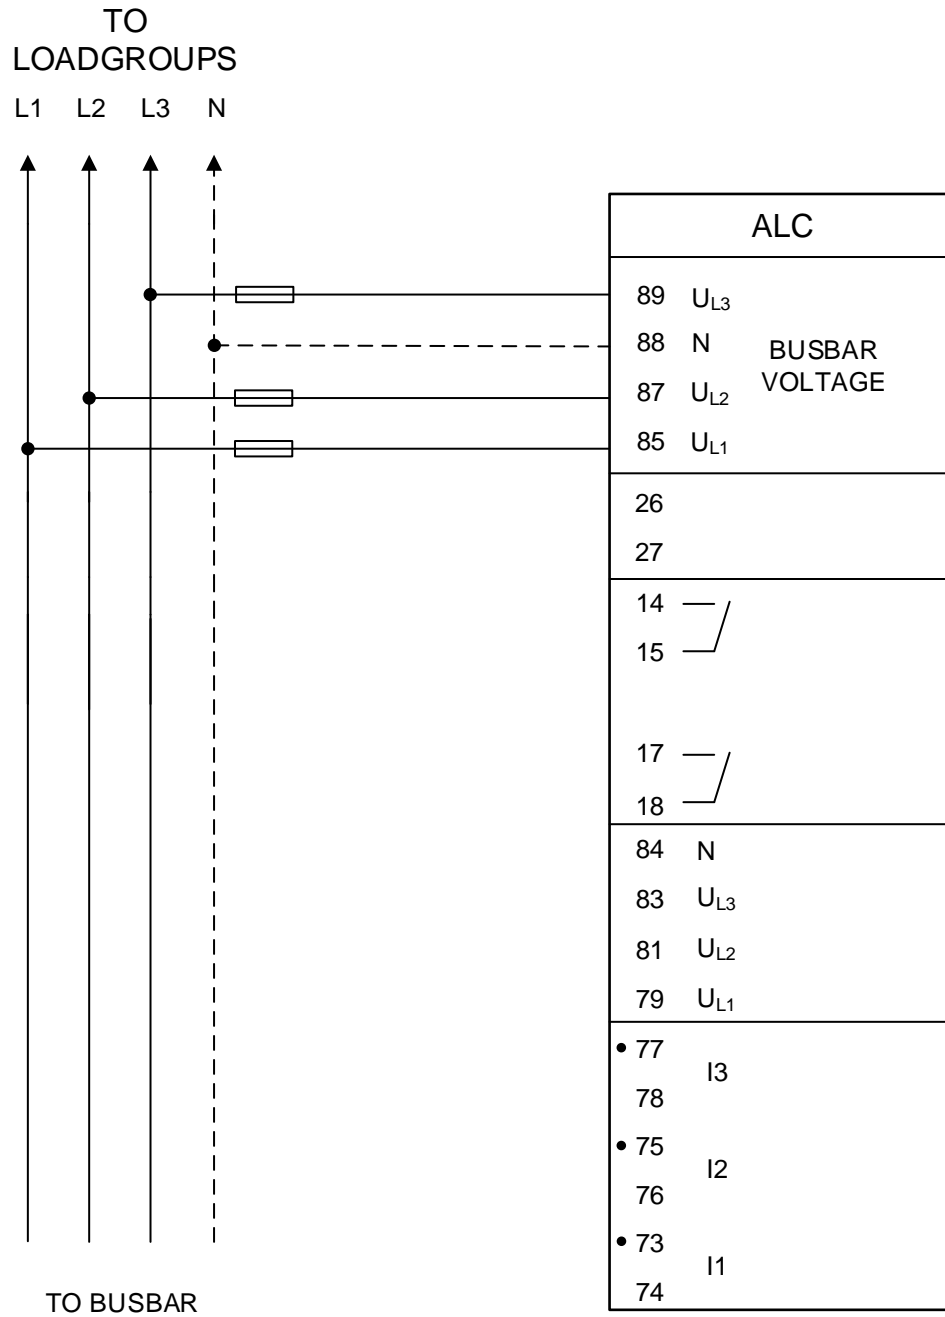 TO
LOADGROUPS
L1 L2 L3 N
ALC
89 UL3
88 N
BUSBAR
VOLTAGE
87 UL2
85 UL1
26
27
14
15
17
18
84 N
83 UL3
81 UL2
79 UL1
• 77
I3
78
• 75
I2
76
• 73
I1
74
TO BUSBAR